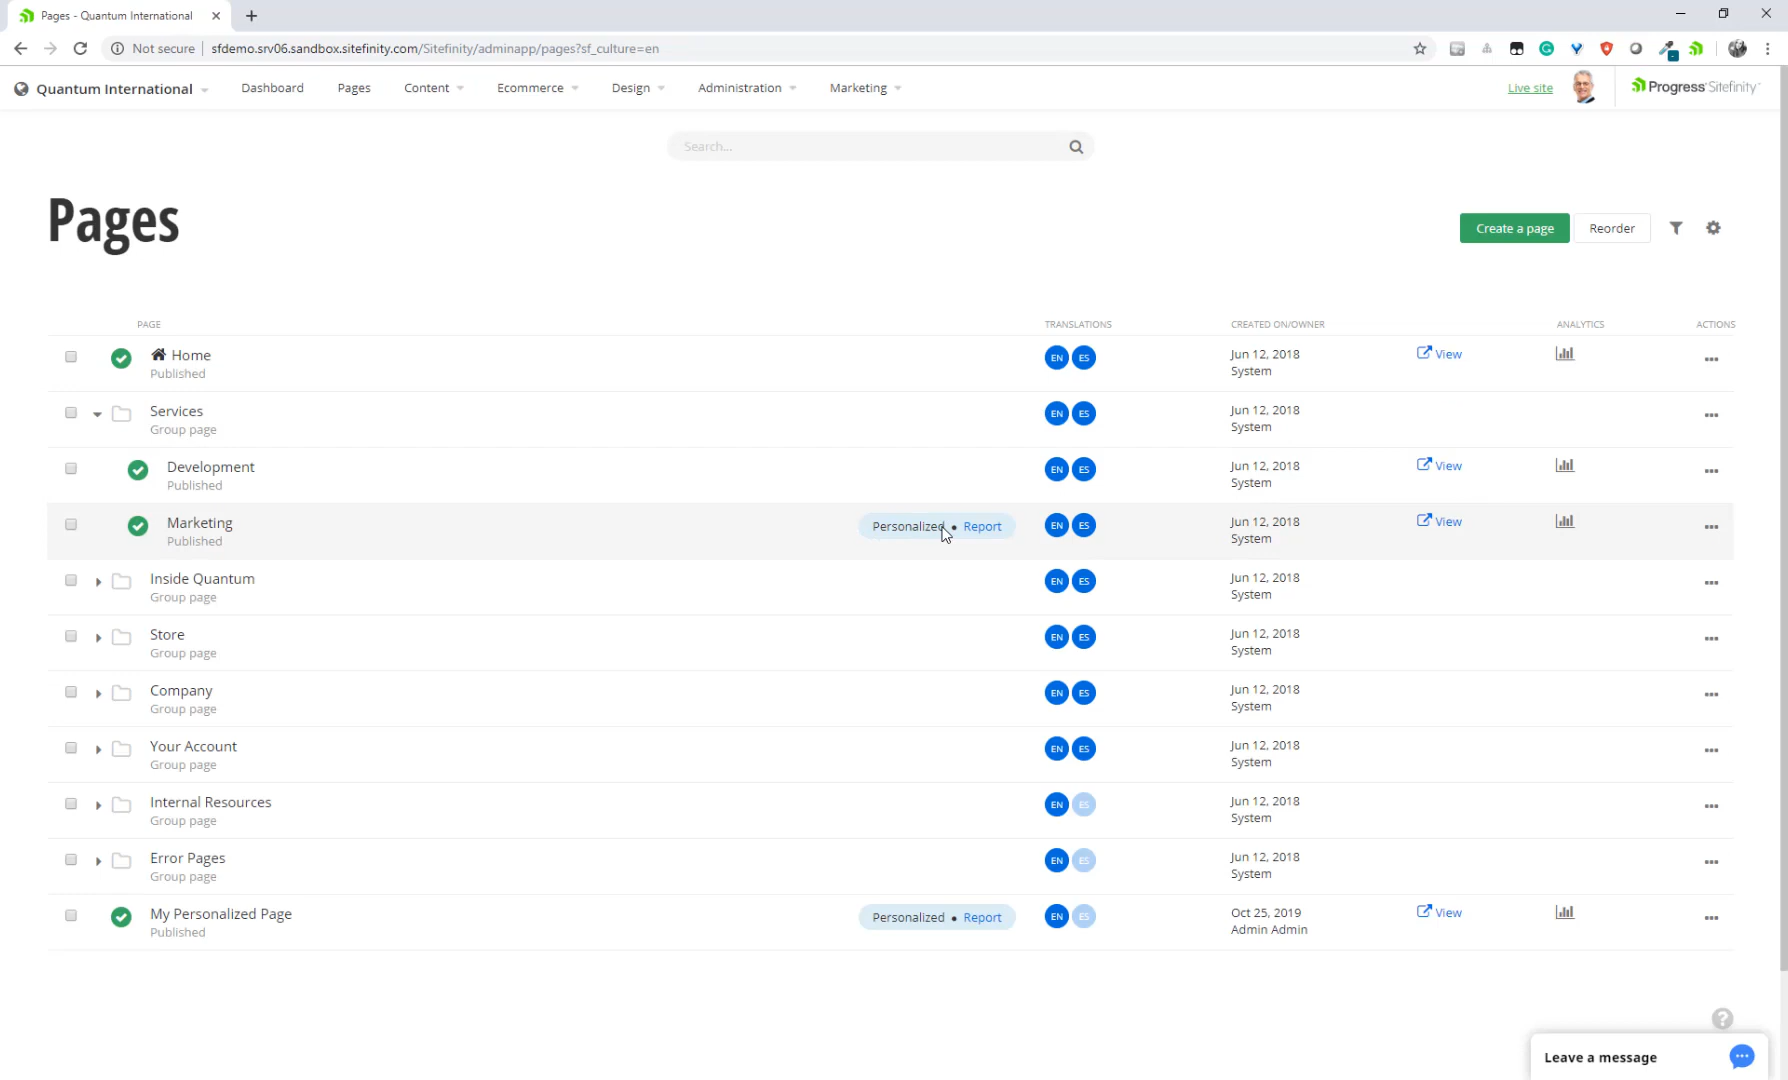 Pages - Quantum International
Not secure
sfdemo.srv06.sandbox.sitefinity.com/Sitefinity/adminapp/pages?sf_culture=en
Quantum International
Dashboard
Pages
Content
Ecommerce
Design
Administration
Marketing
Live site
Progress Sitefinity
Search...
Pages
Create a page
Reorder
PAGE
TRANSLATIONS
CREATED ON/OWNER
ANALYTICS
ACTIONS
Home
Published
EN ES
Jun 12, 2018
System
View
Services
Group page
EN ES
Jun 12, 2018
System
Development
Published
EN ES
Jun 12, 2018
System
View
Marketing
Published
Personalized • Report
EN ES
Jun 12, 2018
System
View
Inside Quantum
Group page
EN ES
Jun 12, 2018
System
Store
Group page
EN ES
Jun 12, 2018
System
Company
Group page
EN ES
Jun 12, 2018
System
Your Account
Group page
EN ES
Jun 12, 2018
System
Internal Resources
Group page
EN ES
Jun 12, 2018
System
Error Pages
Group page
EN ES
Jun 12, 2018
System
My Personalized Page
Published
Personalized • Report
EN ES
Oct 25, 2019
Admin Admin
View
?
Leave a message